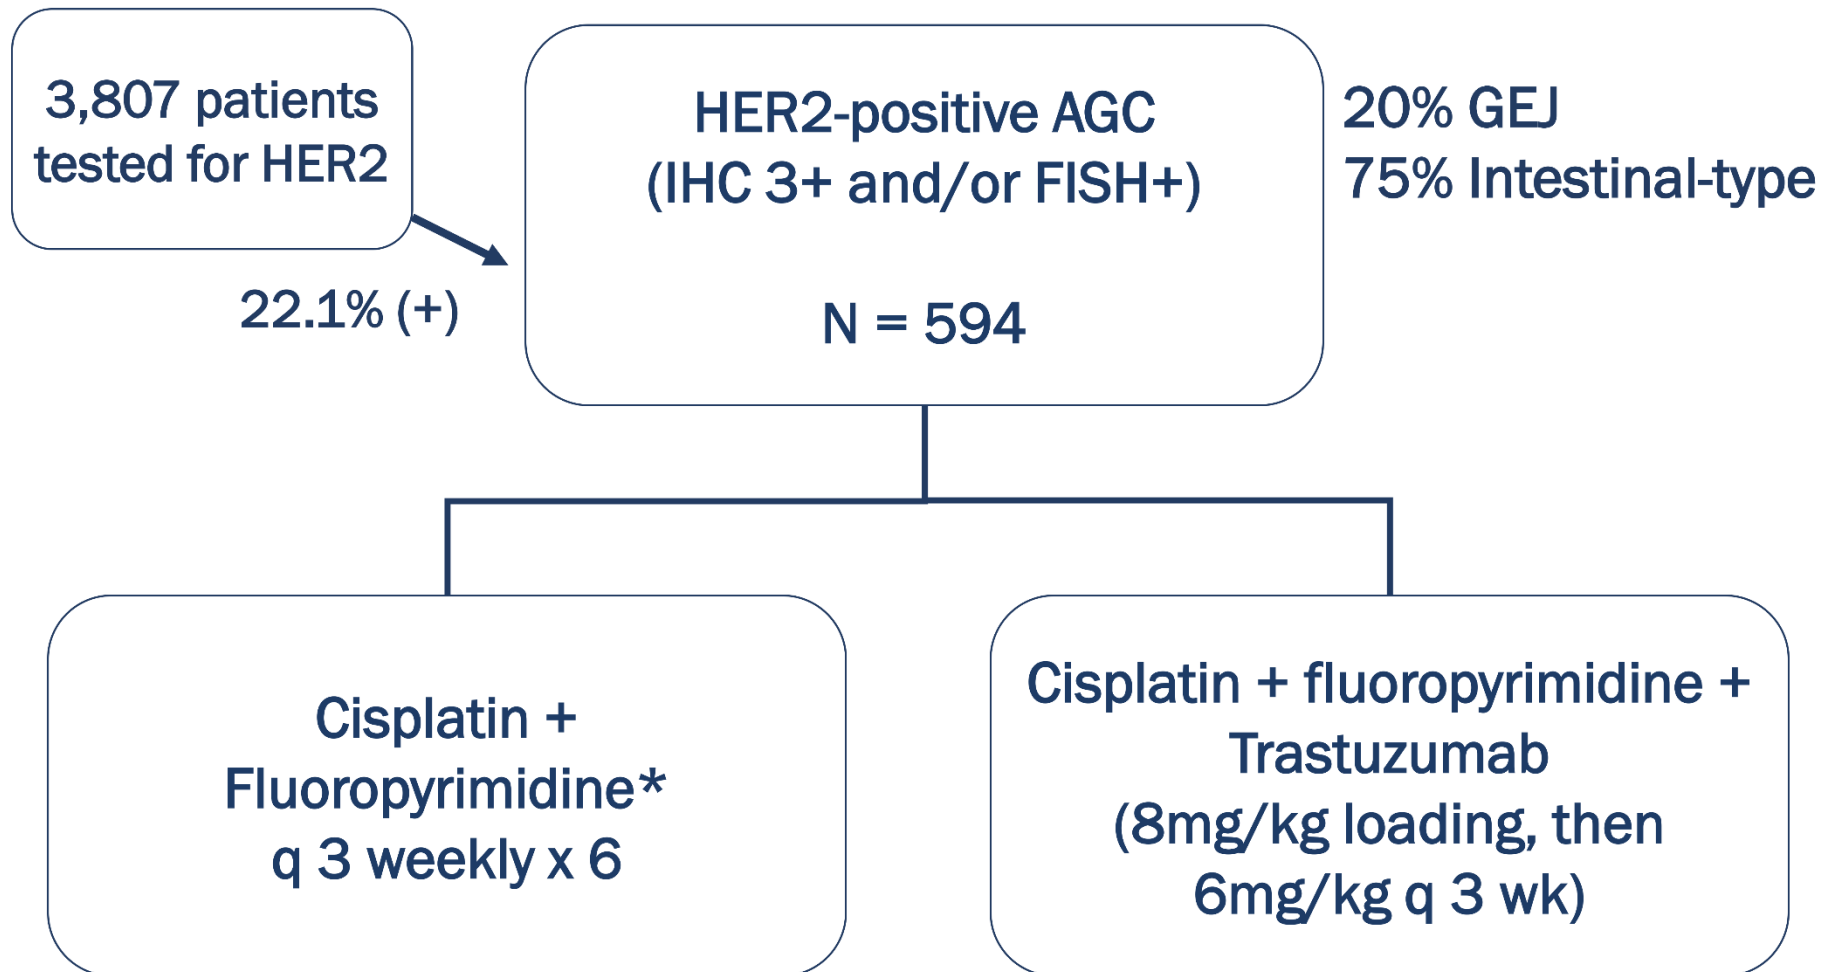 3,807 patients
tested for HER2
22.1% (+)
HER2-positive AGC
(IHC 3+ and/or FISH+)
N = 594
20% GEJ
75% Intestinal-type
Cisplatin +
Fluoropyrimidine*
q 3 weekly x 6
Cisplatin + fluoropyrimidine +
Trastuzumab
(8mg/kg loading, then
6mg/kg q 3 wk)